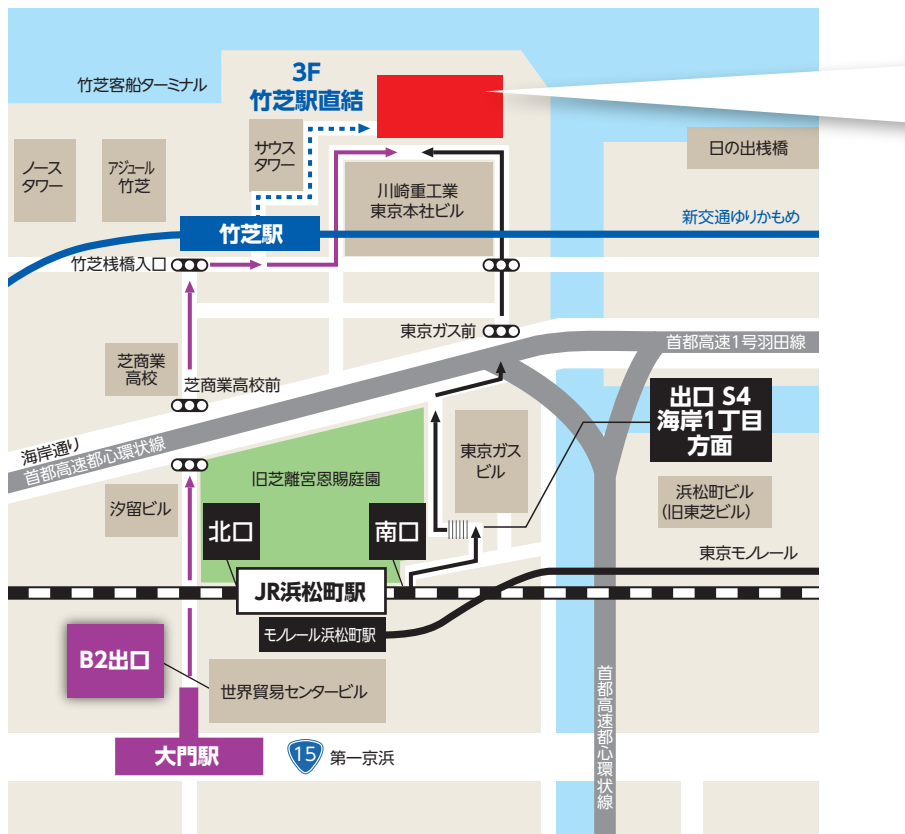 3F
竹芝駅直結
竹芝客船ターミナル
ノース
タワー
アジュール
竹芝
サウス
タワー
川崎重工業
東京本社ビル
日の出桟橋
新交通ゆりかもめ
竹芝駅
竹芝桟橋入口
東京ガス前
首都高速1号羽田線
芝商業
高校
芝商業高校前
出口 S4
海岸1丁目
方面
海岸通り
首都高速都心環状線
旧芝離宮恩賜庭園
東京ガス
ビル
浜松町ビル
(旧東芝ビル)
汐留ビル
北口
南口
東京モノレール
JR浜松町駅
モノレール浜松町駅
B2出口
世界貿易センタービル
首都高速都心環状線
大門駅
15
第一京浜